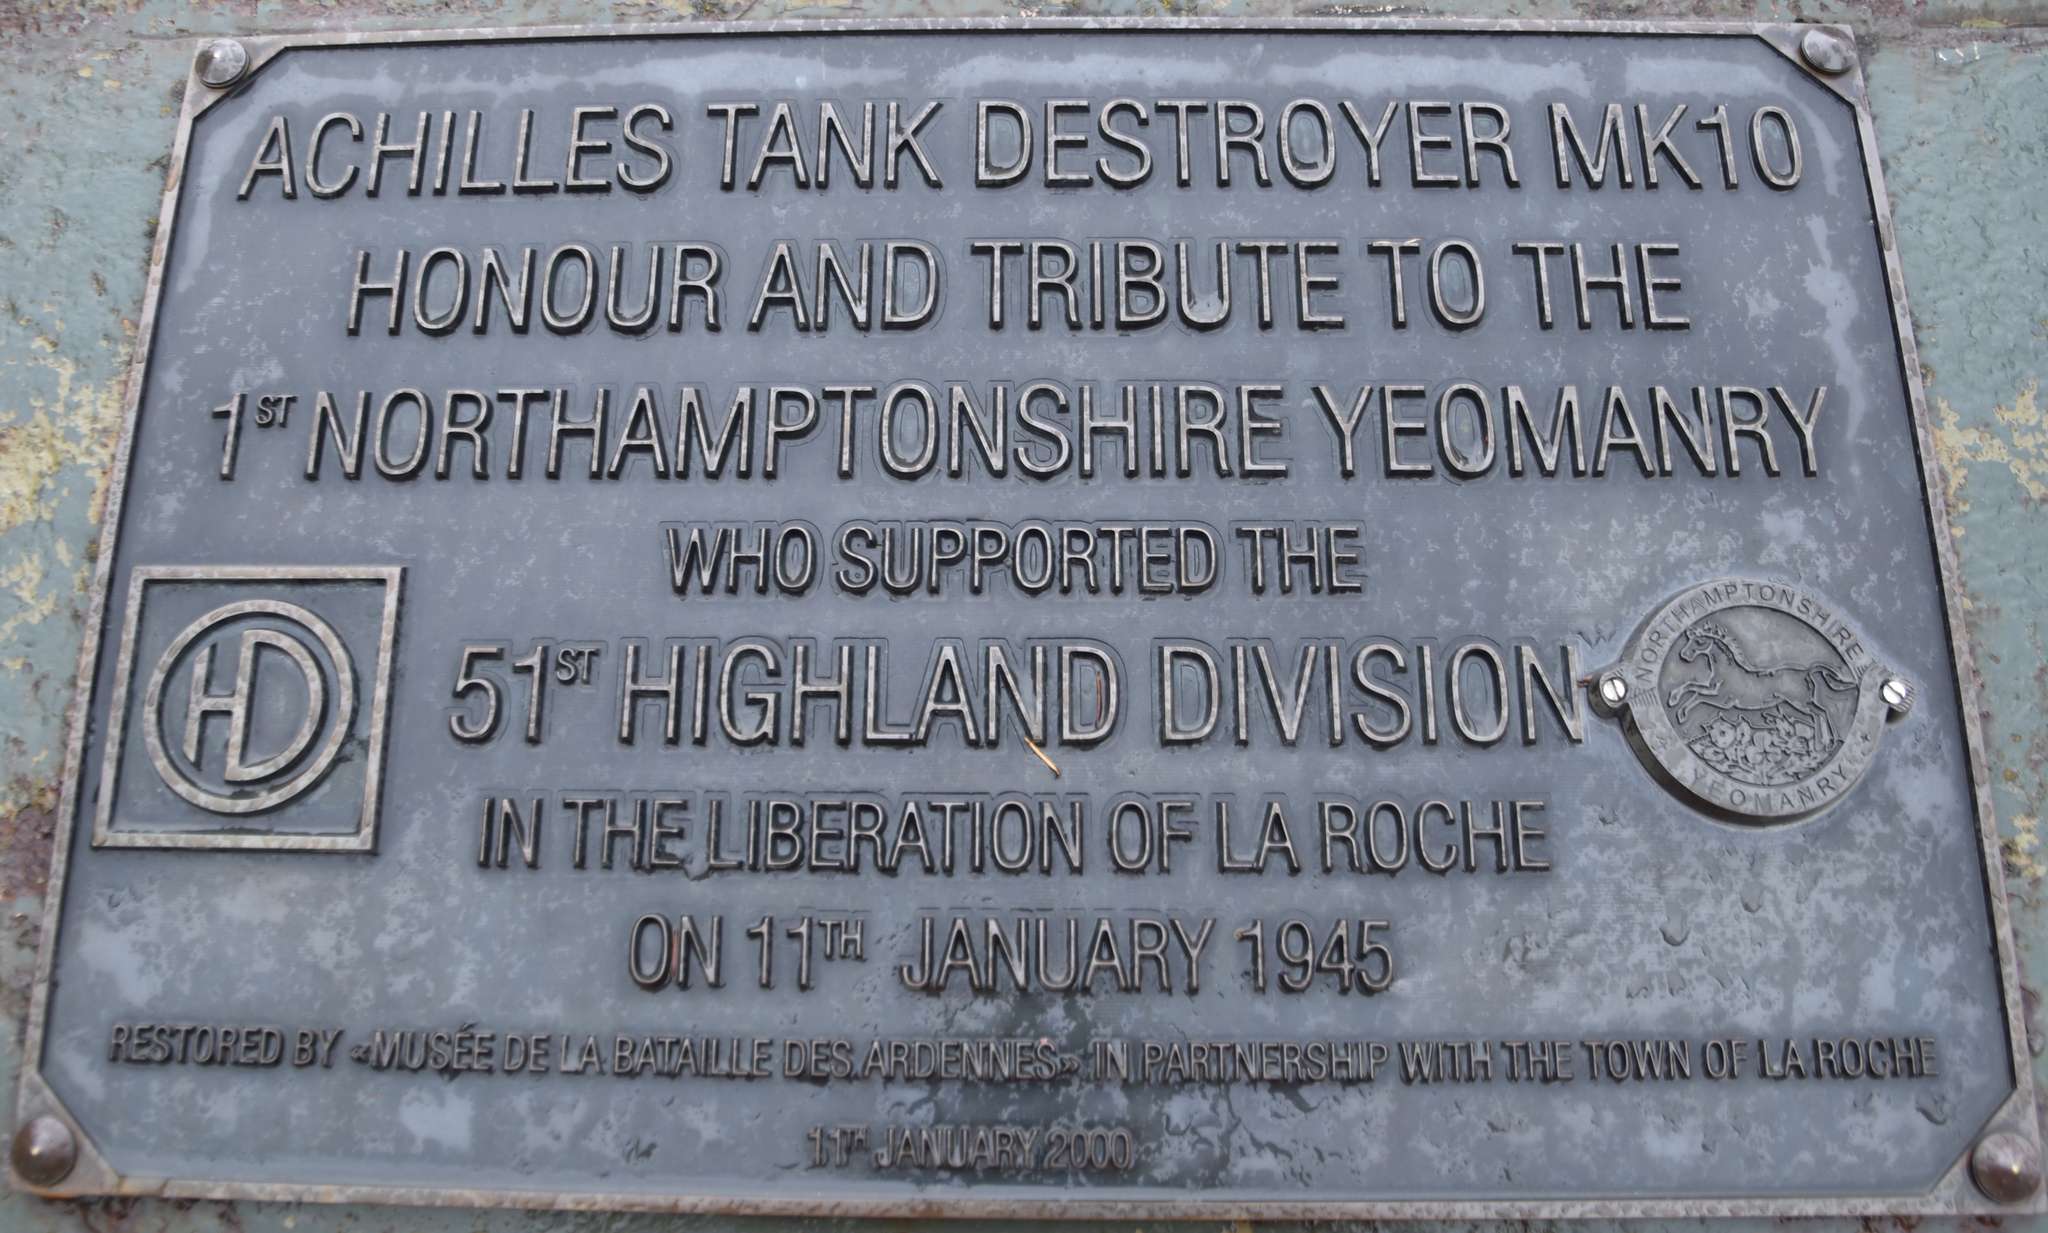 ACHILLES TANK DESTROYER MK10
HONOUR AND TRIBUTE TO THE
1ST NORTHAMPTONSHIRE YEOMANRY
WHO SUPPORTED THE
51ST HIGHLAND DIVISION
HD
NORTHAMPTONSHIRE
YEOMANRY
IN THE LIBERATION OF LA ROCHE
ON 11TH JANUARY 1945
RESTORED BY «MUSÉE DE LA BATAILLE DES ARDENNES» IN PARTNERSHIP WITH THE TOWN OF LA ROCHE
11TH JANUARY 2000